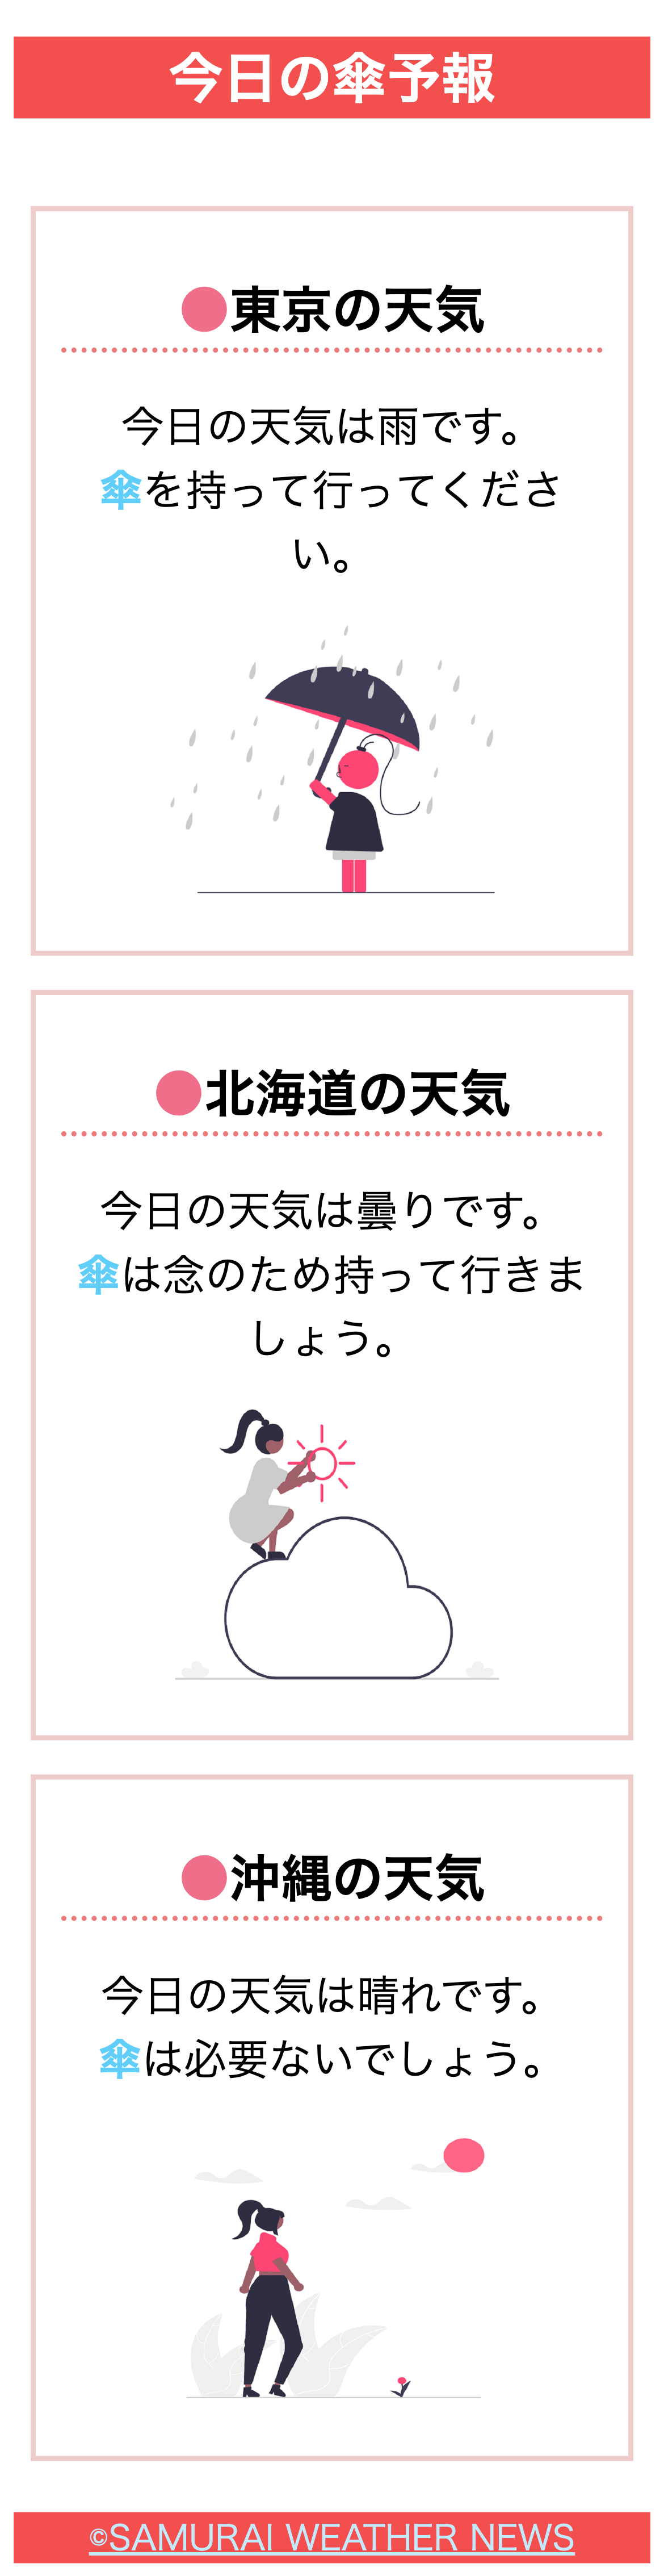 今日の傘予報
●東京の天気
今日の天気は雨です。
傘を持って行ってくださ
い。
●北海道の天気
今日の天気は曇りです。
傘は念のため持って行きま
しょう。
●沖縄の天気
今日の天気は晴れです。
傘は必要ないでしょう。
©SAMURAI WEATHER NEWS